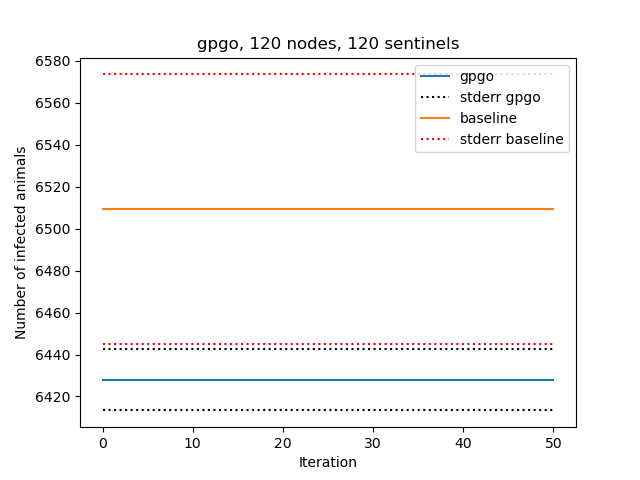 gpgo, 120 nodes, 120 sentinels
6580
6560
6540
6520
6500
6480
6460
6440
6420
Number of infected animals
gpgo
stderr gpgo
baseline
stderr baseline
0 10 20 30 40 50
Iteration